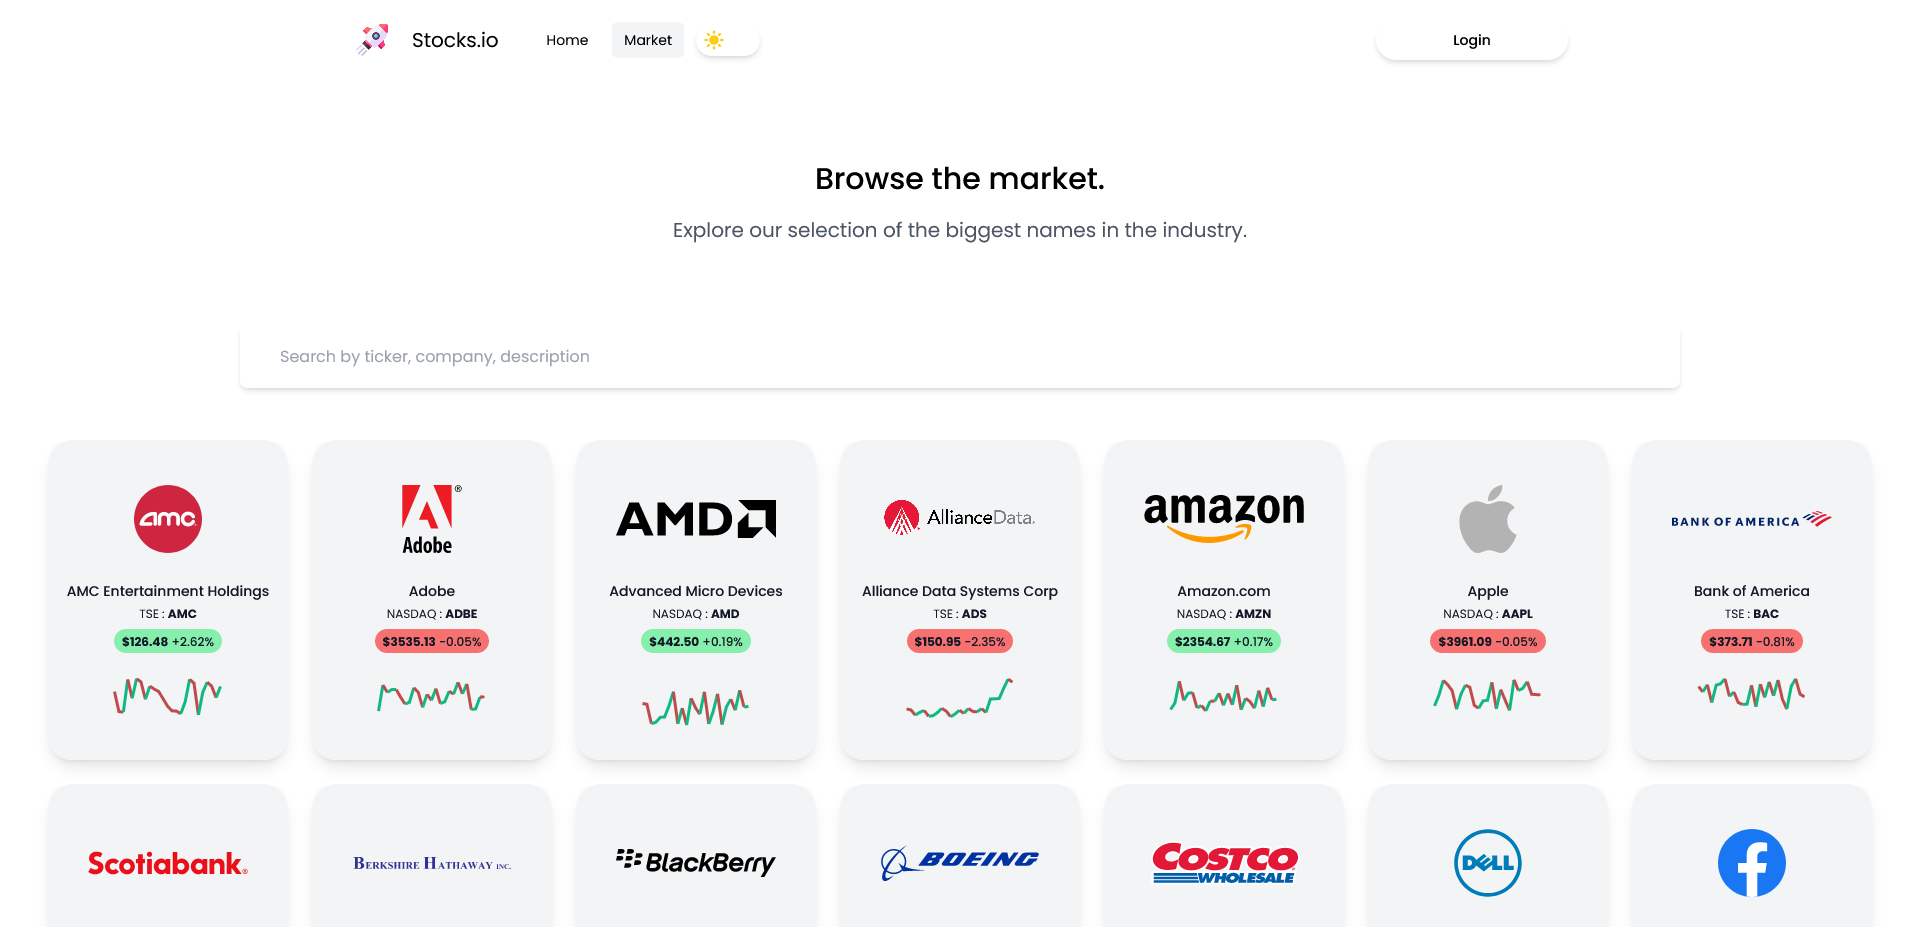 Stocks.io
Home
Market
Login
Browse the market.
Explore our selection of the biggest names in the industry.
Search by ticker, company, description
amc
AMC Entertainment Holdings
TSE : AMC
$126.48 +2.62%
Adobe®
Adobe
NASDAQ : ADBE
$3535.13 -0.05%
AMD
Advanced Micro Devices
NASDAQ : AMD
$442.50 +0.19%
AllianceData.
Alliance Data Systems Corp
TSE : ADS
$150.95 -2.35%
amazon
Amazon.com
NASDAQ : AMZN
$2354.67 +0.17%
Apple
NASDAQ : AAPL
$3961.09 -0.05%
BANK OF AMERICA
Bank of America
TSE : BAC
$373.71 -0.81%
Scotiabank®
BERKSHIRE HATHAWAY INC.
BlackBerry
BOEING
COSTCO
WHOLESALE
DELL
f